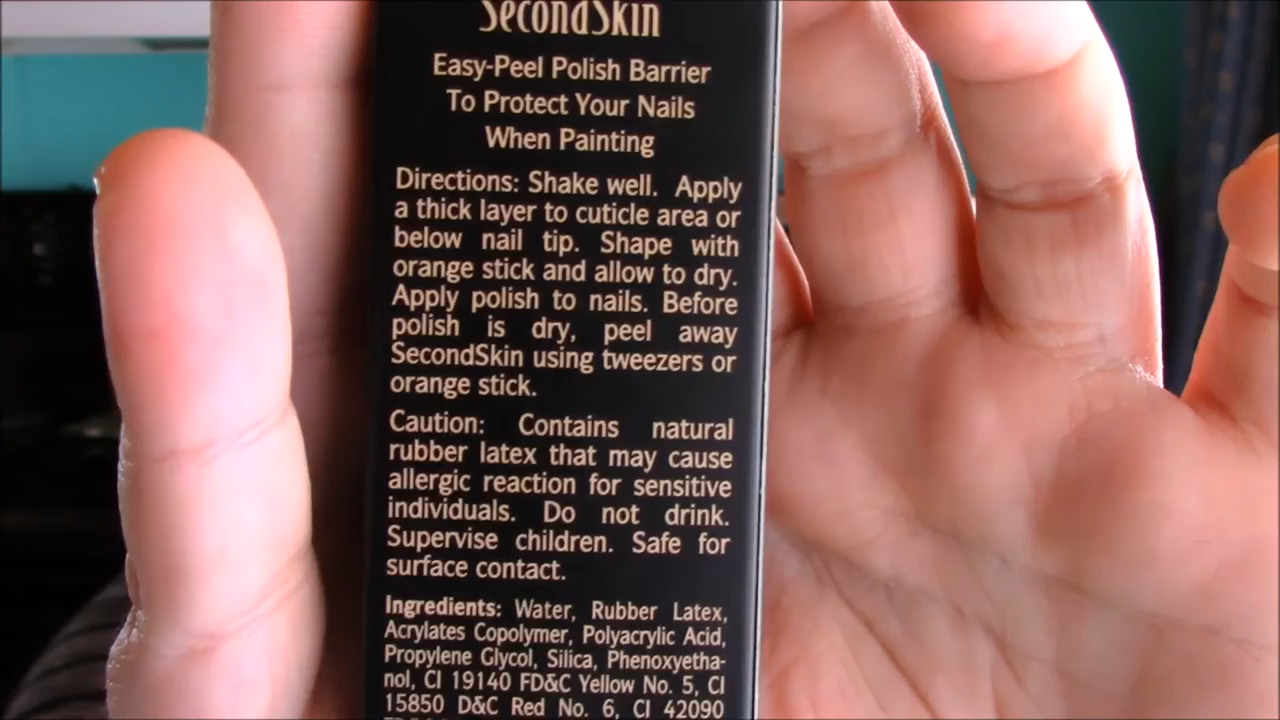 SecondSkin
Easy-Peel Polish Barrier
To Protect Your Nails
When Painting
Directions: Shake well. Apply
a thick layer to cuticle area or
below nail tip. Shape with
orange stick and allow to dry.
Apply polish to nails. Before
polish is dry, peel away
SecondSkin using tweezers or
orange stick.
Caution: Contains natural
rubber latex that may cause
allergic reaction for sensitive
individuals. Do not drink.
Supervise children. Safe for
surface contact.
Ingredients: Water, Rubber Latex,
Acrylates Copolymer, Polyacrylic Acid,
Propylene Glycol, Silica, Phenoxyetha-
nol, CI 19140 FD&C Yellow No. 5, CI
15850 D&C Red No. 6, CI 42090